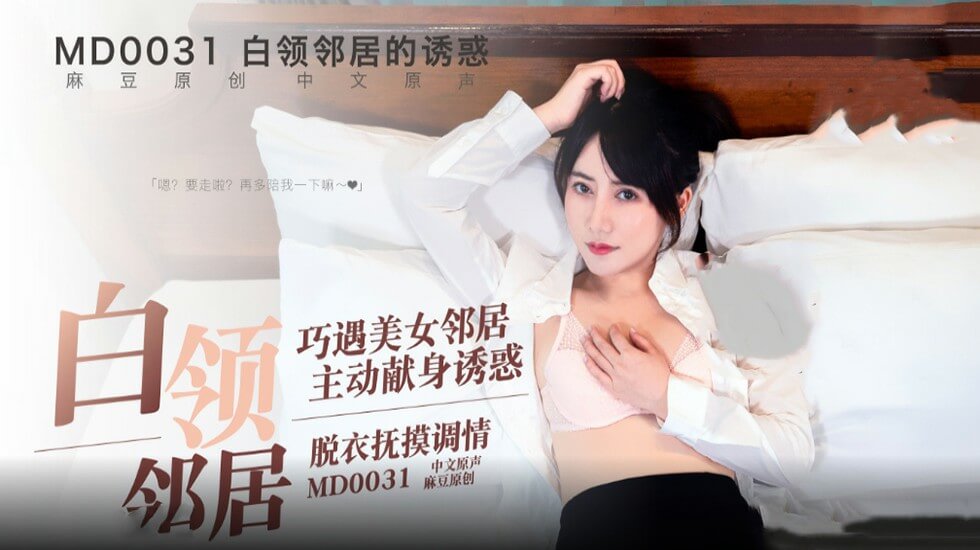 MD0031 白领邻居的诱惑
麻豆原创中文原声
「嗯？要走啦？再多陪我一下嘛～❤」
白领
邻居
巧遇美女邻居
主动献身诱惑
脱衣抚摸调情
MD0031 中文原声
麻豆原创